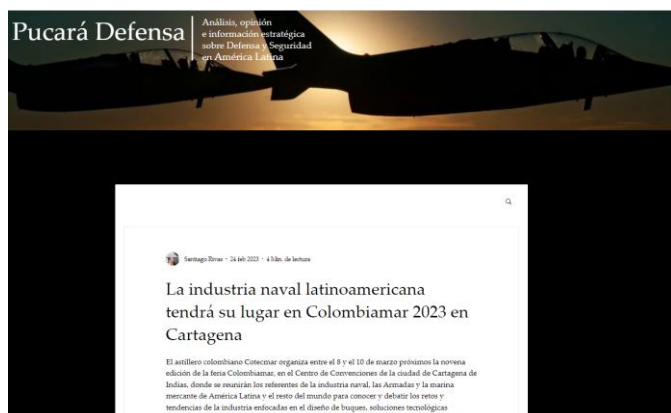 Pucará Defensa
Análisis, opinión
e información estratégica
sobre Defensa y Seguridad
en América Latina
Santiago Rivas · 24 feb 2023 · 4 Min. de lectura
La industria naval latinoamericana
tendrá su lugar en Colombiamar 2023 en
Cartagena
El astillero colombiano Cotecmar organiza entre el 8 y el 10 de marzo próximos la novena
edición de la feria Colombiamar, en el Centro de Convenciones de la ciudad de Cartagena de
Indias, donde se reunirán los referentes de la industria naval, las Armadas y la marina
mercante de América Latina y el resto del mundo para conocer y debatir los retos y
tendencias de la industria enfocadas en el diseño de buques, soluciones tecnológicas